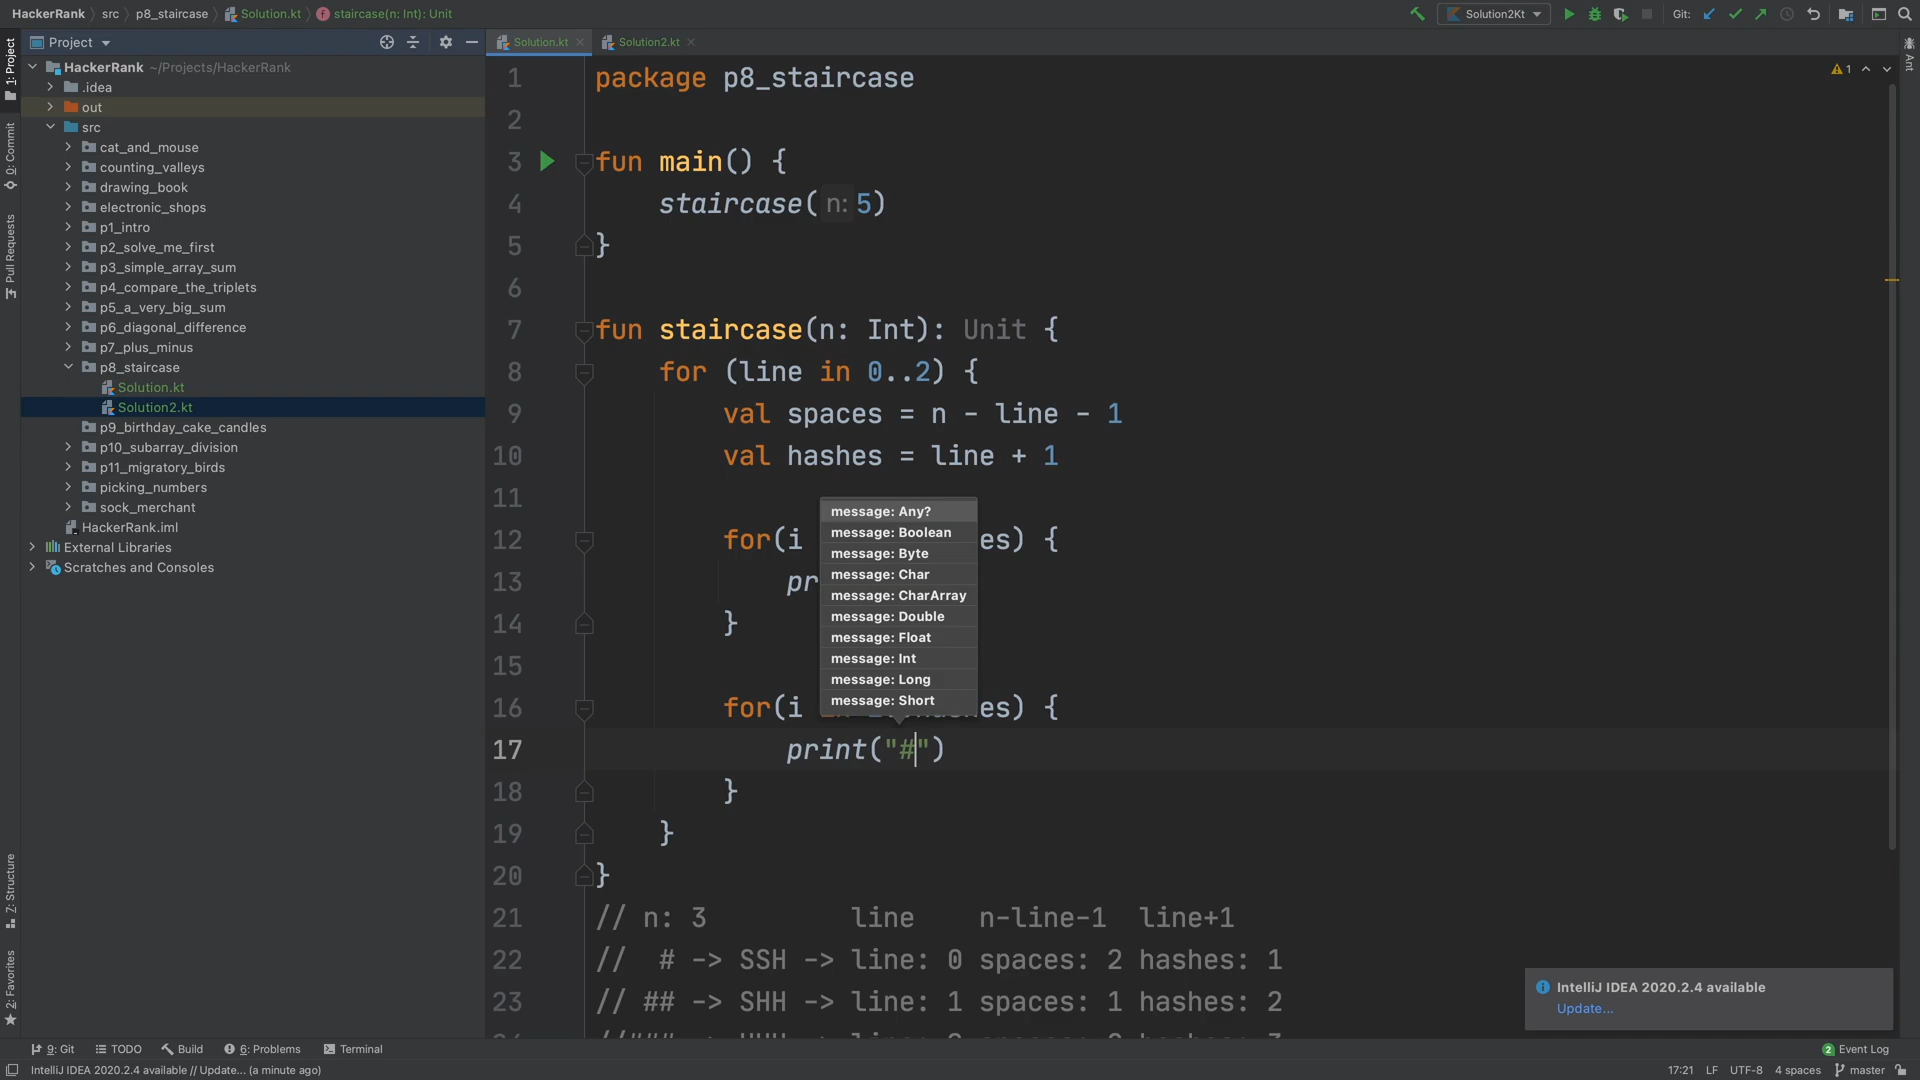 HackerRank src p8_staircase Solution.kt staircase(n: Int): Unit
Solution2Kt Git:
Project
Solution.kt Solution2.kt
HackerRank ~/Projects/HackerRank
.idea
out
src
cat_and_mouse
counting_valleys
drawing_book
electronic_shops
p1_intro
p2_solve_me_first
p3_simple_array_sum
p4_compare_the_triplets
p5_a_very_big_sum
p6_diagonal_difference
p7_plus_minus
p8_staircase
Solution.kt
Solution2.kt
p9_birthday_cake_candles
p10_subarray_division
p11_migratory_birds
picking_numbers
sock_merchant
HackerRank.iml
External Libraries
Scratches and Consoles
1: Project
0: Commit
Pull Requests
Z: Structure
2: Favorites
1 package p8_staircase
2
3 fun main() {
4 staircase( n: 5)
5 }
6
7 fun staircase(n: Int): Unit {
8 for (line in 0..2) {
9 val spaces = n - line - 1
10 val hashes = line + 1
11
12 for(i es) {
13 pr
14 }
15
16 for(i es) {
17 print("#")
18 }
19 }
20 }
21 // n: 3 line n-line-1 line+1
22 // # -> SSH -> line: 0 spaces: 2 hashes: 1
23 // ## -> SHH -> line: 1 spaces: 1 hashes: 2
message: Any?
message: Boolean
message: Byte
message: Char
message: CharArray
message: Double
message: Float
message: Int
message: Long
message: Short
1
Ant
IntelliJ IDEA 2020.2.4 available
Update...
9: Git TODO Build 6: Problems Terminal
2 Event Log
IntelliJ IDEA 2020.2.4 available // Update... (a minute ago)
17:21 LF UTF-8 4 spaces master